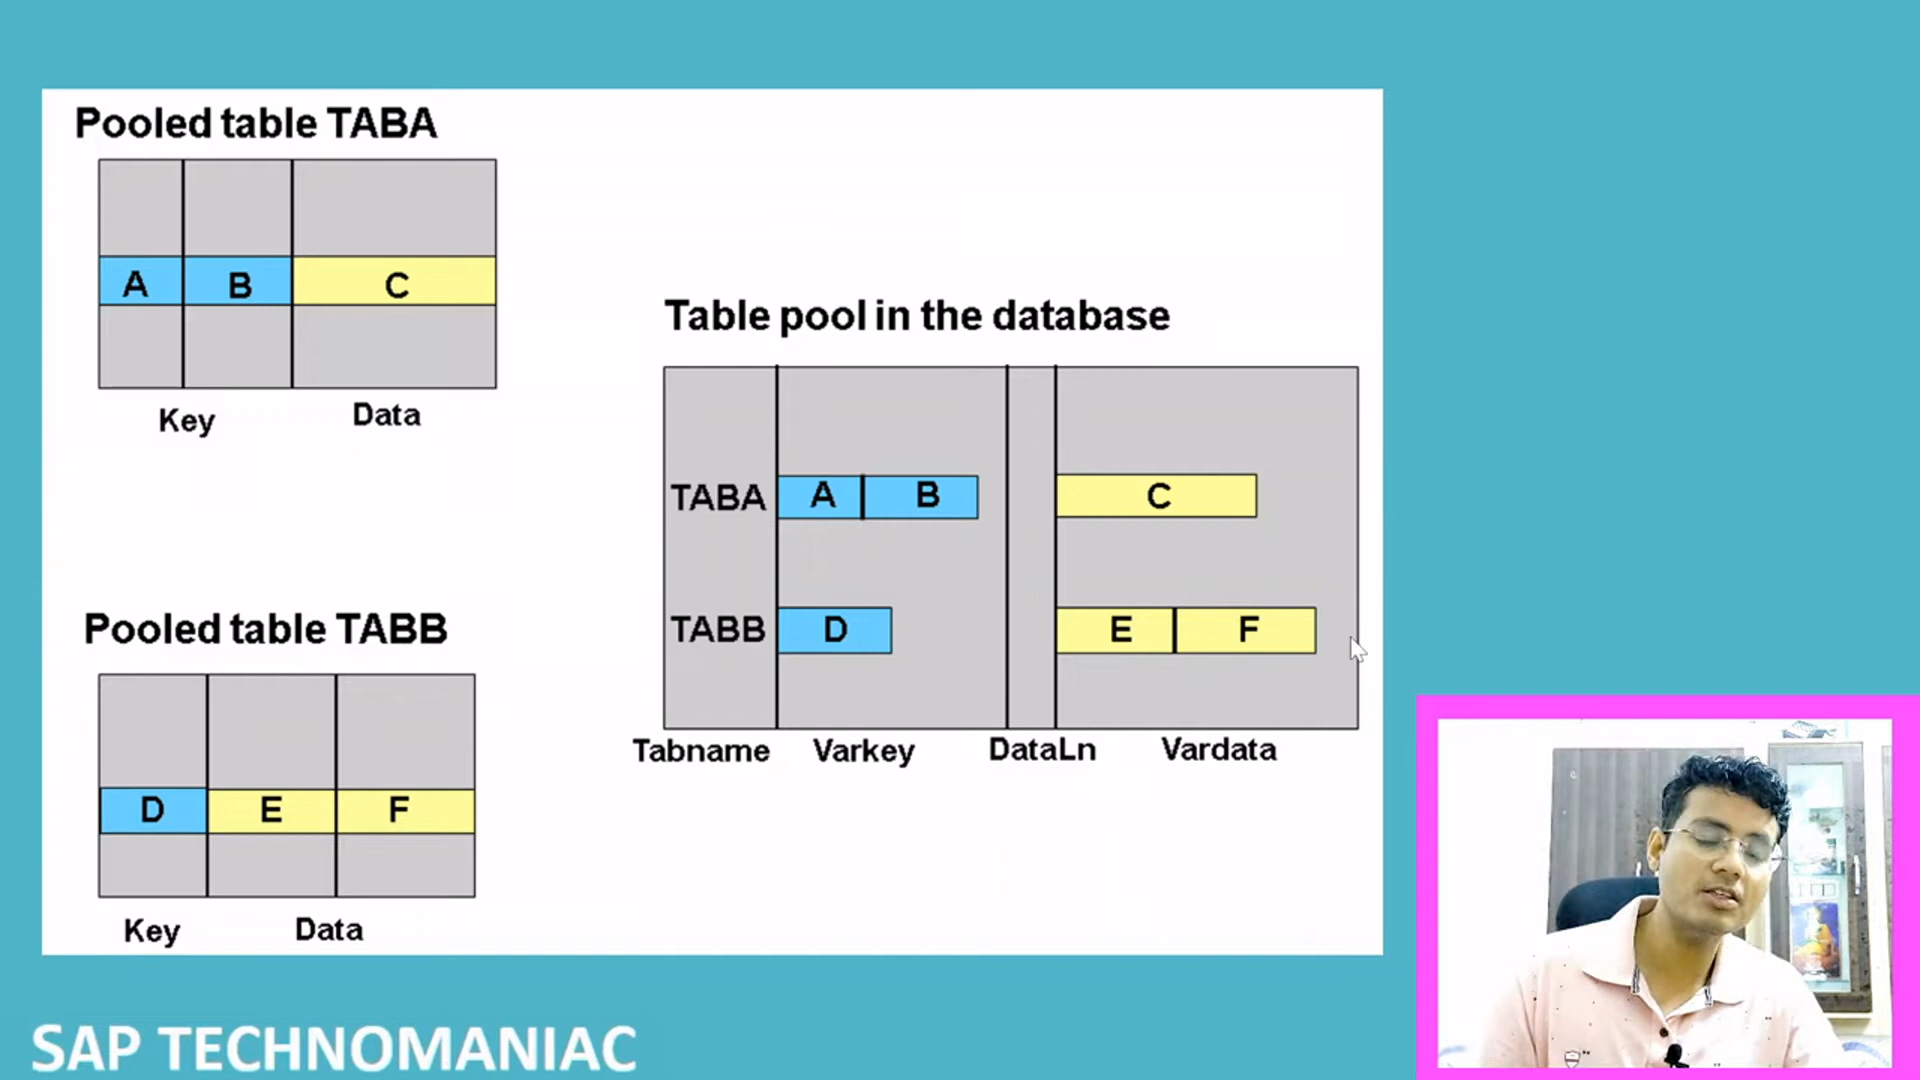 Pooled table TABA
A B C
Key Data
Table pool in the database
TABA A B C
TABB D E F
Tabname Varkey DataLn Vardata
Pooled table TABB
D E F
Key Data
SAP TECHNOMANIAC